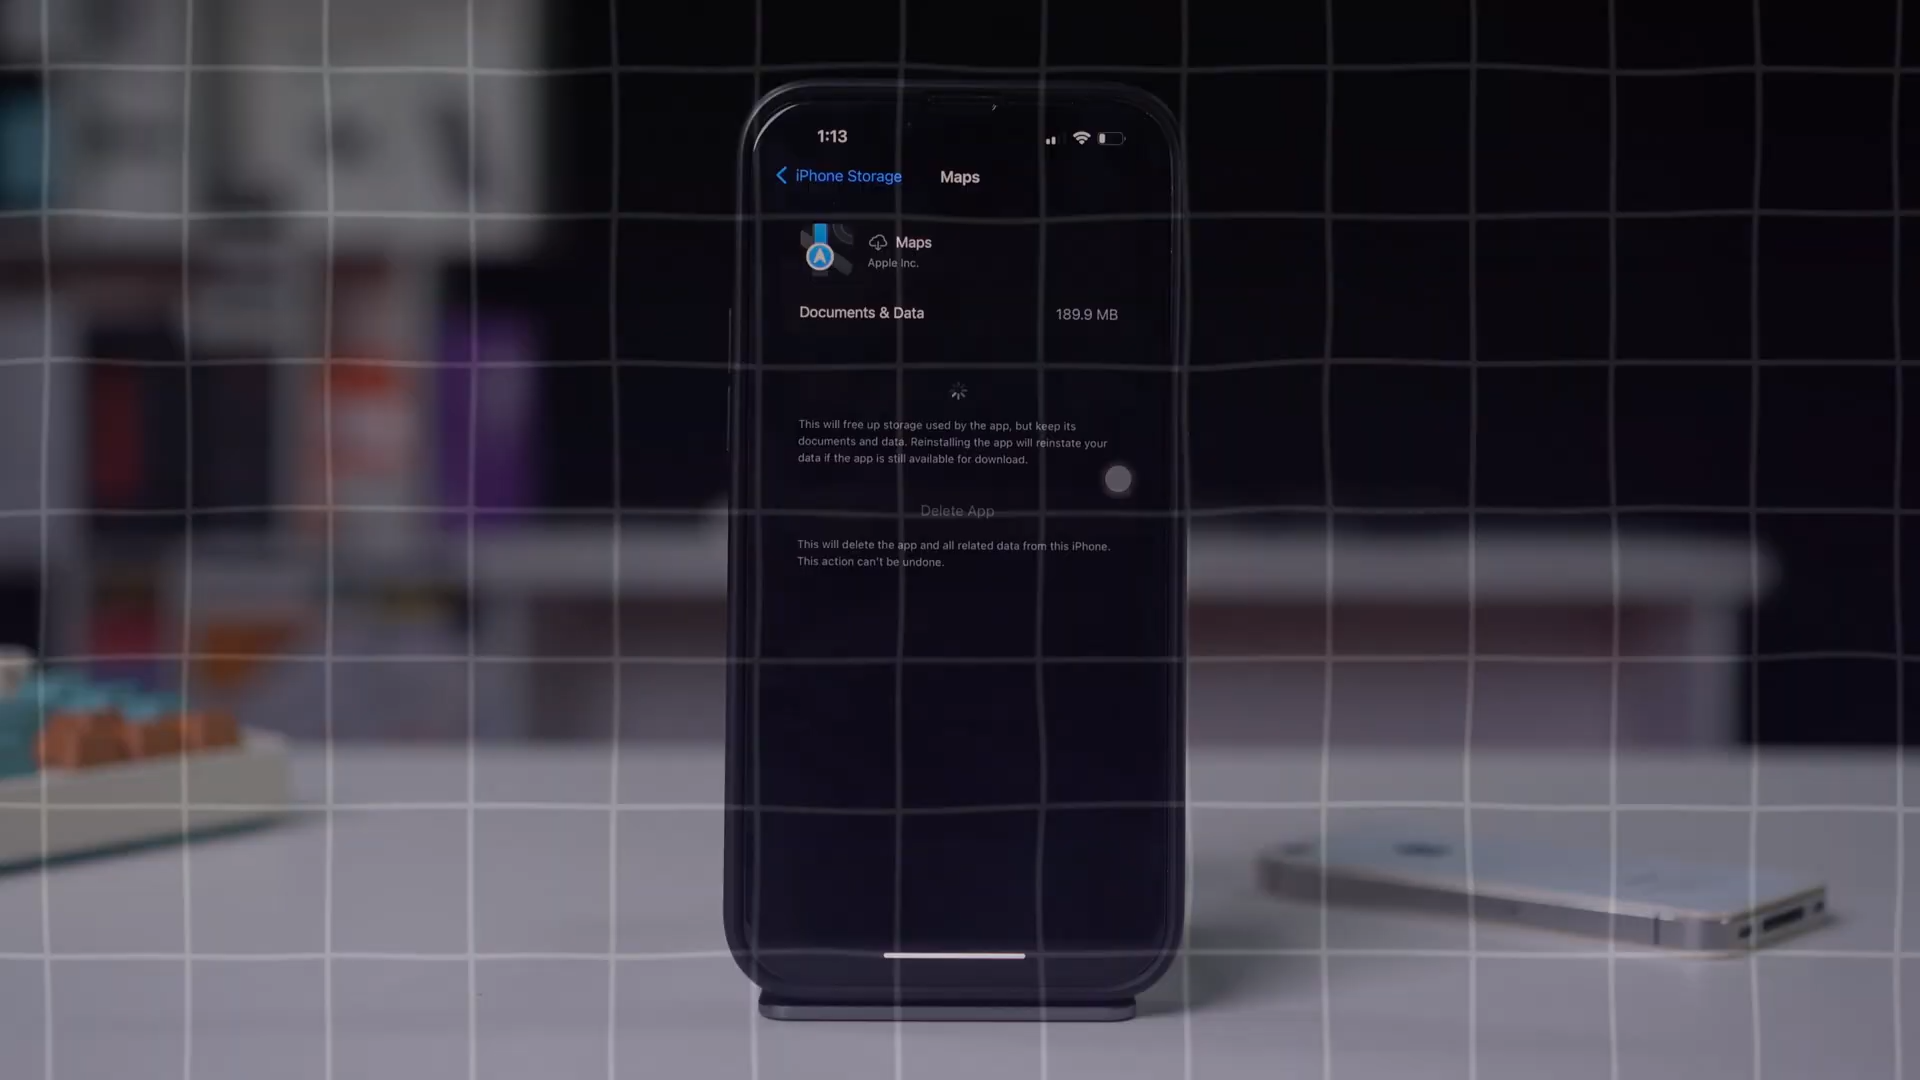 1:13
iPhone Storage
Maps
Maps
Apple Inc.
Documents & Data
189.9 MB
This will free up storage used by the app, but keep its
documents and data. Reinstalling the app will reinstate your
data if the app is still available for download.
Delete App
This will delete the app and all related data from this iPhone.
This action can't be undone.